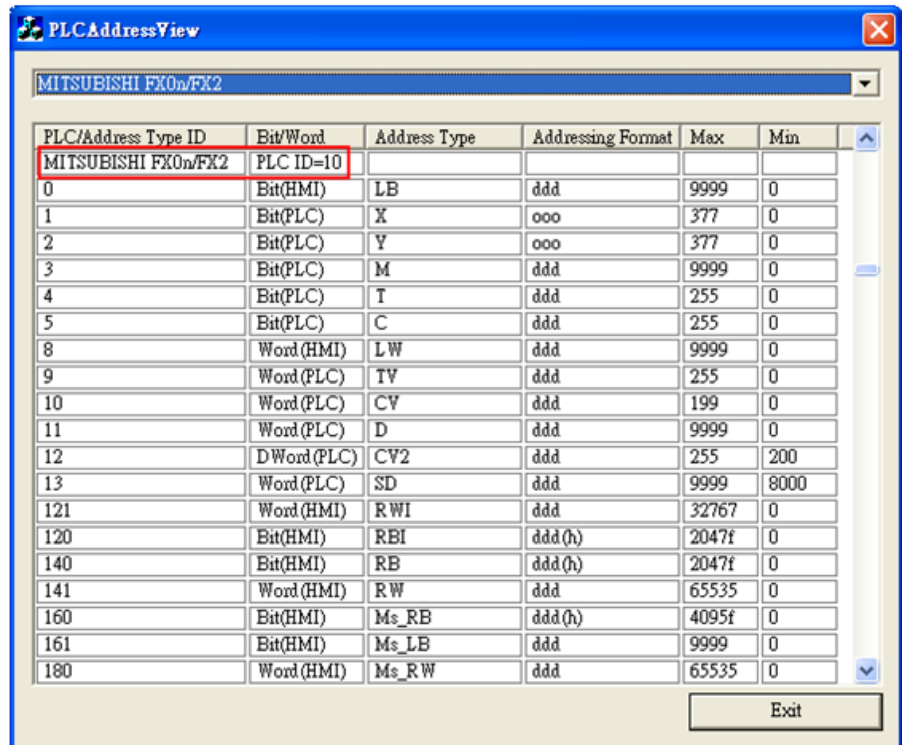 PLCAddressView
MITSUBISHI FX0n/FX2
PLC/Address Type ID Bit/Word Address Type Addressing Format Max Min
MITSUBISHI FX0n/FX2 PLC ID=10
0 Bit(HMI) LB ddd 9999 0
1 Bit(PLC) X ooo 377 0
2 Bit(PLC) Y ooo 377 0
3 Bit(PLC) M ddd 9999 0
4 Bit(PLC) T ddd 255 0
5 Bit(PLC) C ddd 255 0
8 Word(HMI) LW ddd 9999 0
9 Word(PLC) TV ddd 255 0
10 Word(PLC) CV ddd 199 0
11 Word(PLC) D ddd 9999 0
12 DWord(PLC) CV2 ddd 255 200
13 Word(PLC) SD ddd 9999 8000
121 Word(HMI) RWI ddd 32767 0
120 Bit(HMI) RBI ddd(h) 2047f 0
140 Bit(HMI) RB ddd(h) 2047f 0
141 Word(HMI) RW ddd 65535 0
160 Bit(HMI) Ms_RB ddd(h) 4095f 0
161 Bit(HMI) Ms_LB ddd 9999 0
180 Word(HMI) Ms_RW ddd 65535 0
Exit